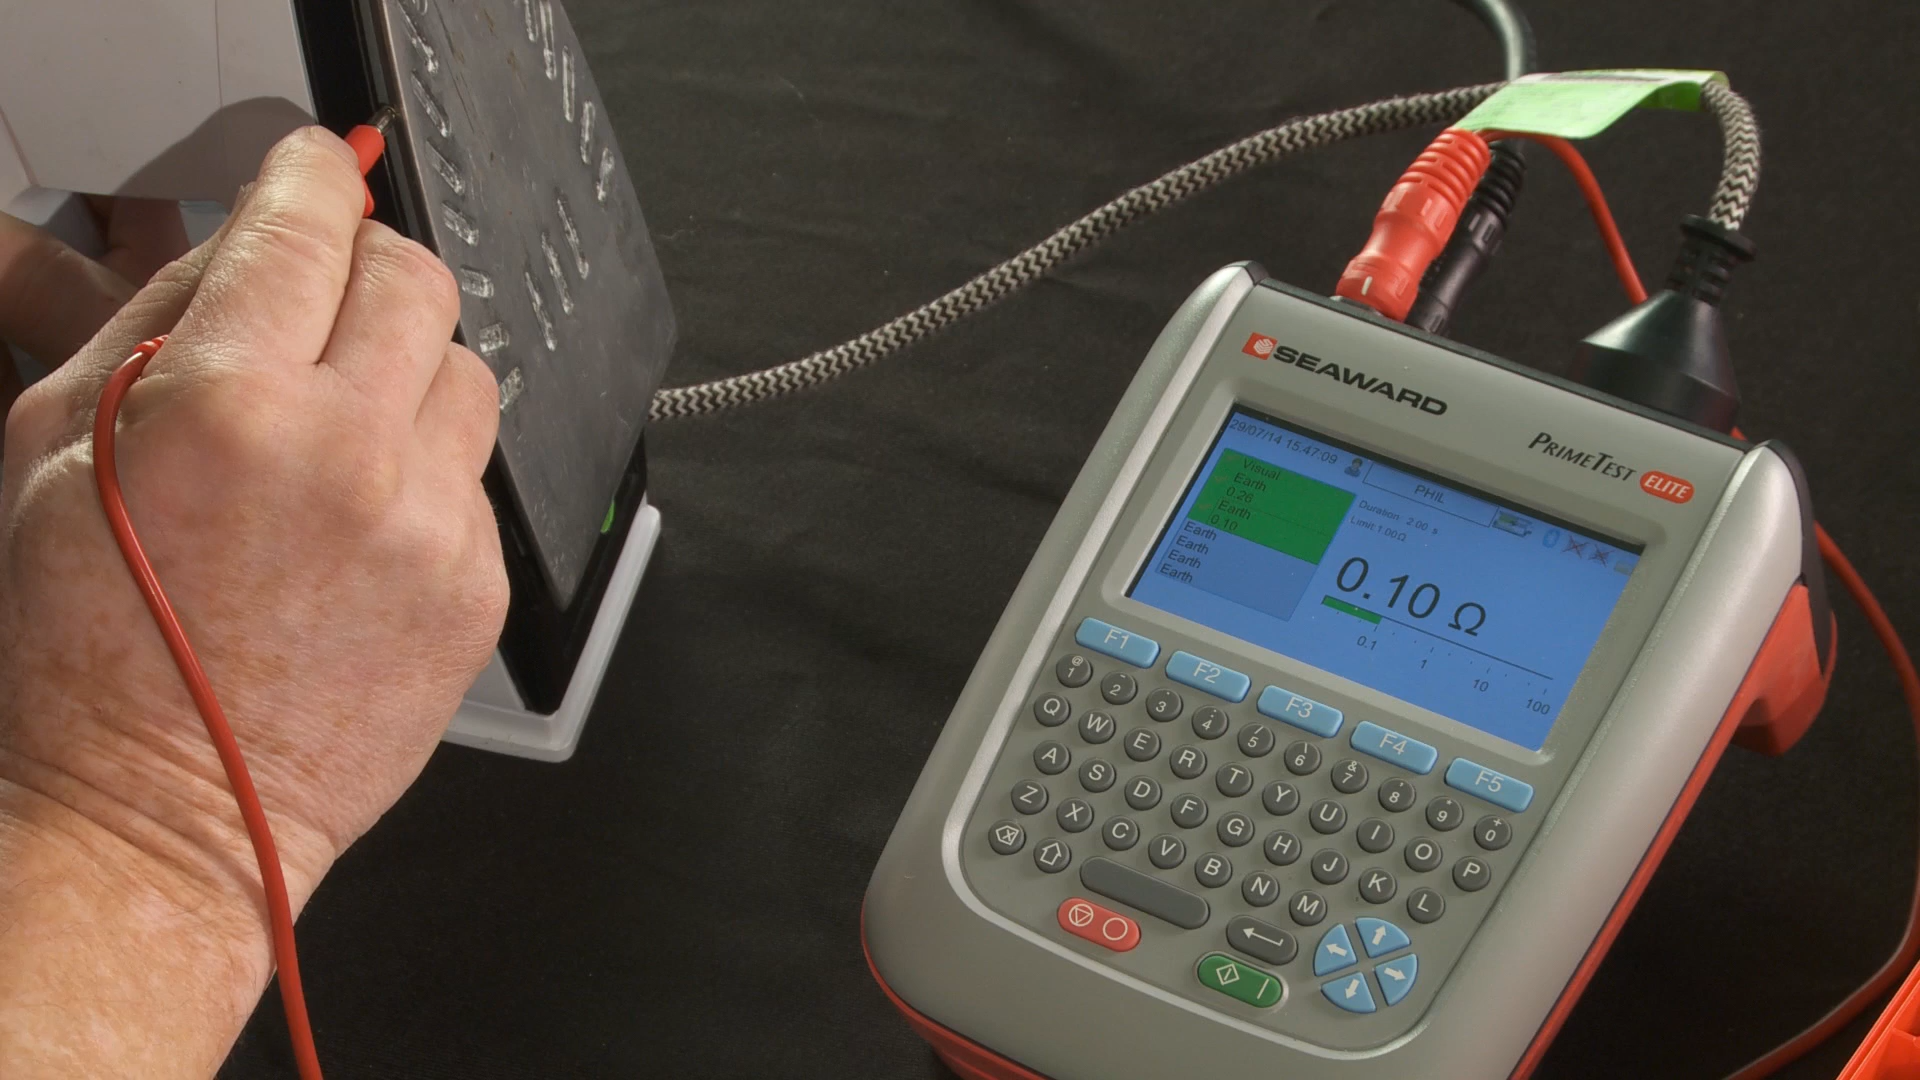 SEAWARD
PRIMETEST ELITE
29/07/14 15.47:09
PHIL
Visual
Earth
0.26
Earth
0.10
Earth
Earth
Earth
Earth
Duration: 2.00 s
Limit: 1.00Ω
0.10 Ω
0.1 1 10 100
F1 F2 F3 F4 F5
@ 1 2 3 4 / 5 \ 6 & 7 8 * 9 + 0
Q W E R T Y U I O P
A S D F G H J K L
Z X C V B N M